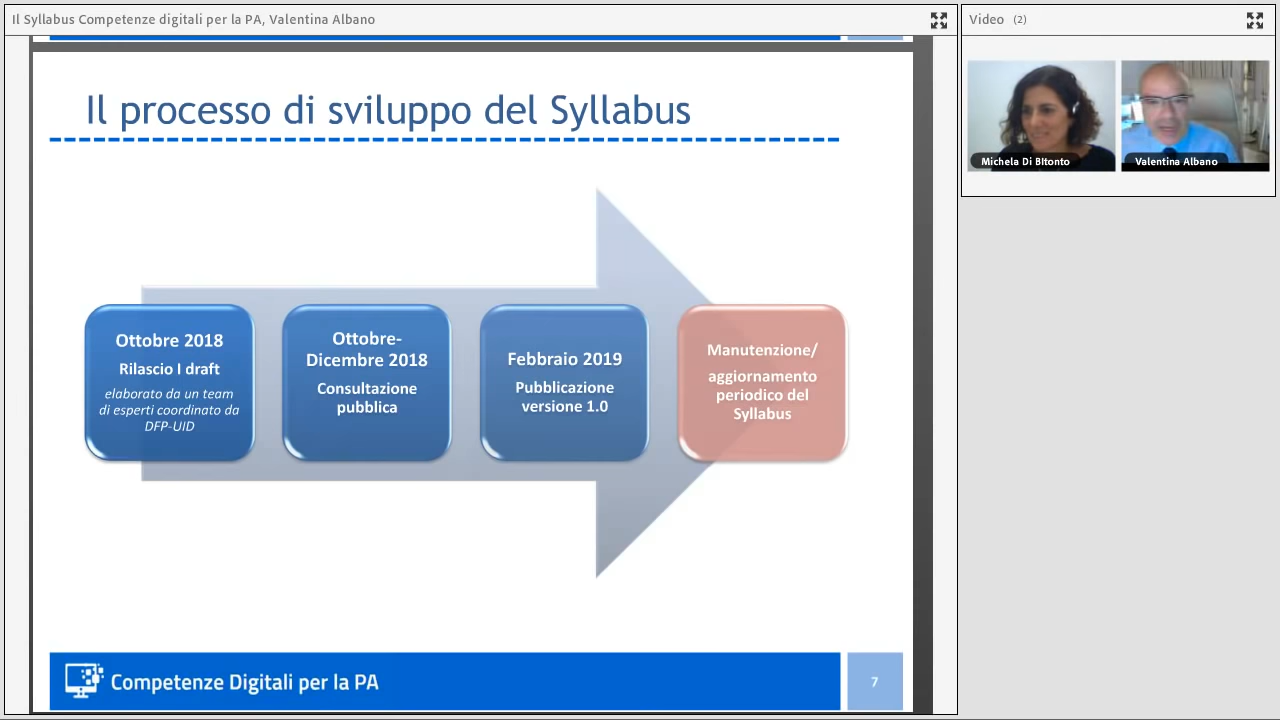 Il Syllabus Competenze digitali per la PA, Valentina Albano
Video (2)
Michela Di BItonto
Valentina Albano
Il processo di sviluppo del Syllabus
Ottobre 2018
Rilascio I draft
elaborato da un team
di esperti coordinato da
DFP-UID
Ottobre-
Dicembre 2018
Consultazione
pubblica
Febbraio 2019
Pubblicazione
versione 1.0
Manutenzione/
aggiornamento
periodico del
Syllabus
Competenze Digitali per la PA
7